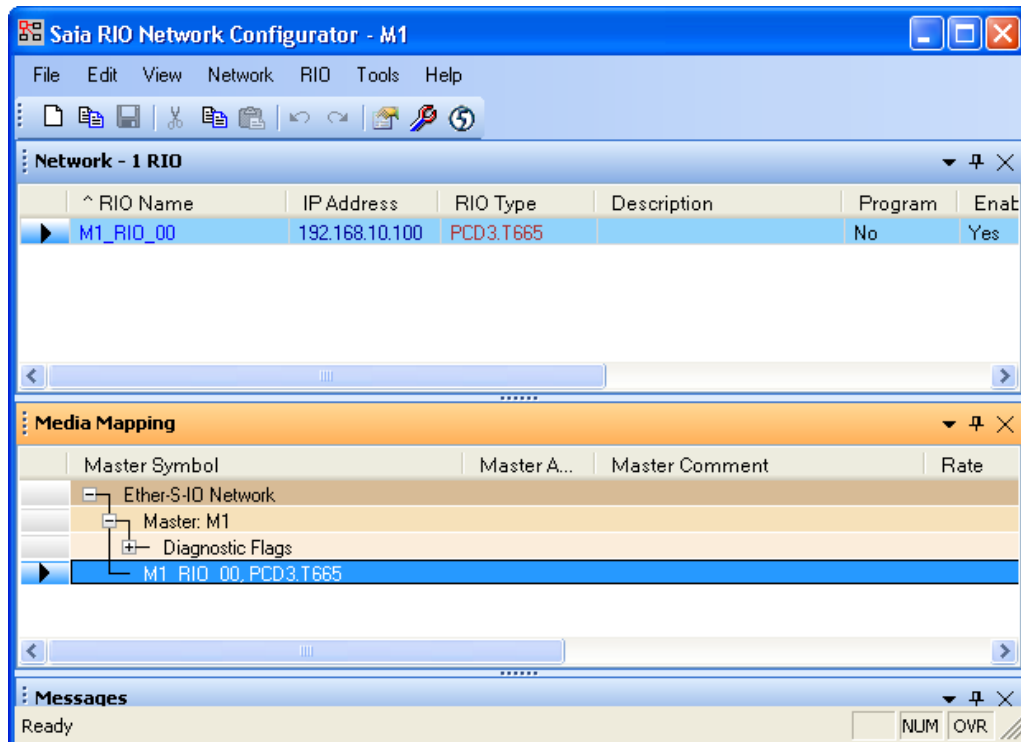 Saia RIO Network Configurator - M1
File Edit View Network RIO Tools Help
Network - 1 RIO
^ RIO Name IP Address RIO Type Description Program Enab
M1_RIO_00 192.168.10.100 PCD3.T665 No Yes
Media Mapping
Master Symbol Master A... Master Comment Rate
Ether-S-IO Network
Master: M1
Diagnostic Flags
M1_RIO_00, PCD3.T665
Messages
Ready NUM OVR